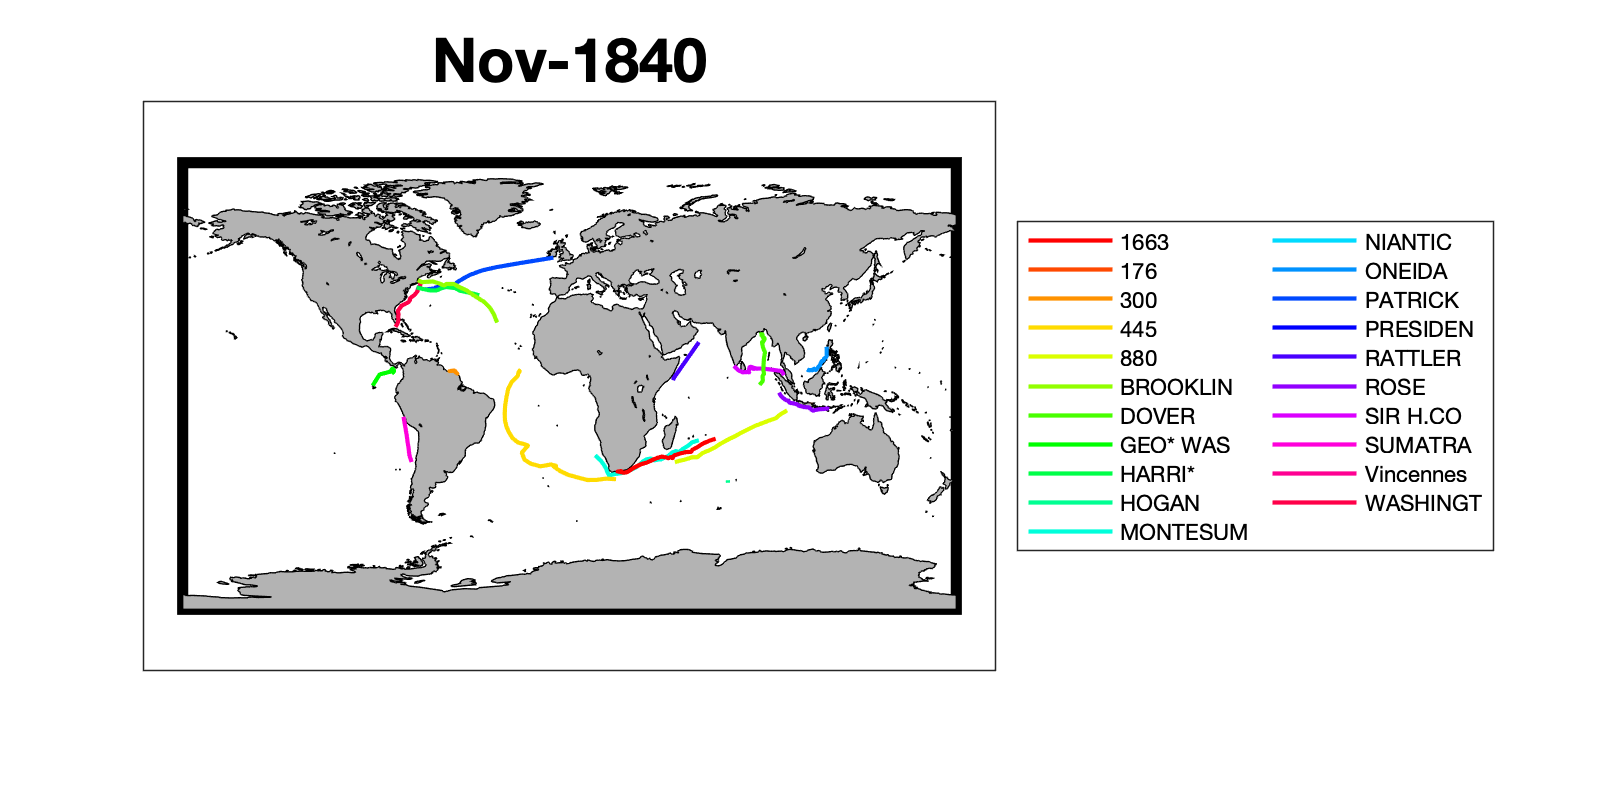 Nov-1840
1663
176
300
445
880
BROOKLIN
DOVER
GEO* WAS
HARRI*
HOGAN
MONTESUM
NIANTIC
ONEIDA
PATRICK
PRESIDEN
RATTLER
ROSE
SIR H.CO
SUMATRA
Vincennes
WASHINGT